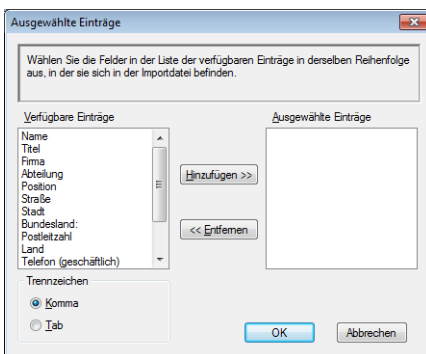 Ausgewählte Einträge
Wählen Sie die Felder in der Liste der verfügbaren Einträge in derselben Reihenfolge
aus, in der sie sich in der Importdatei befinden.
Verfügbare Einträge
Ausgewählte Einträge
Name
Titel
Firma
Abteilung
Position
Straße
Stadt
Bundesland:
Postleitzahl
Land
Telefon (geschäftlich)
Hinzufügen >>
<< Entfernen
Trennzeichen
Komma
Tab
OK
Abbrechen